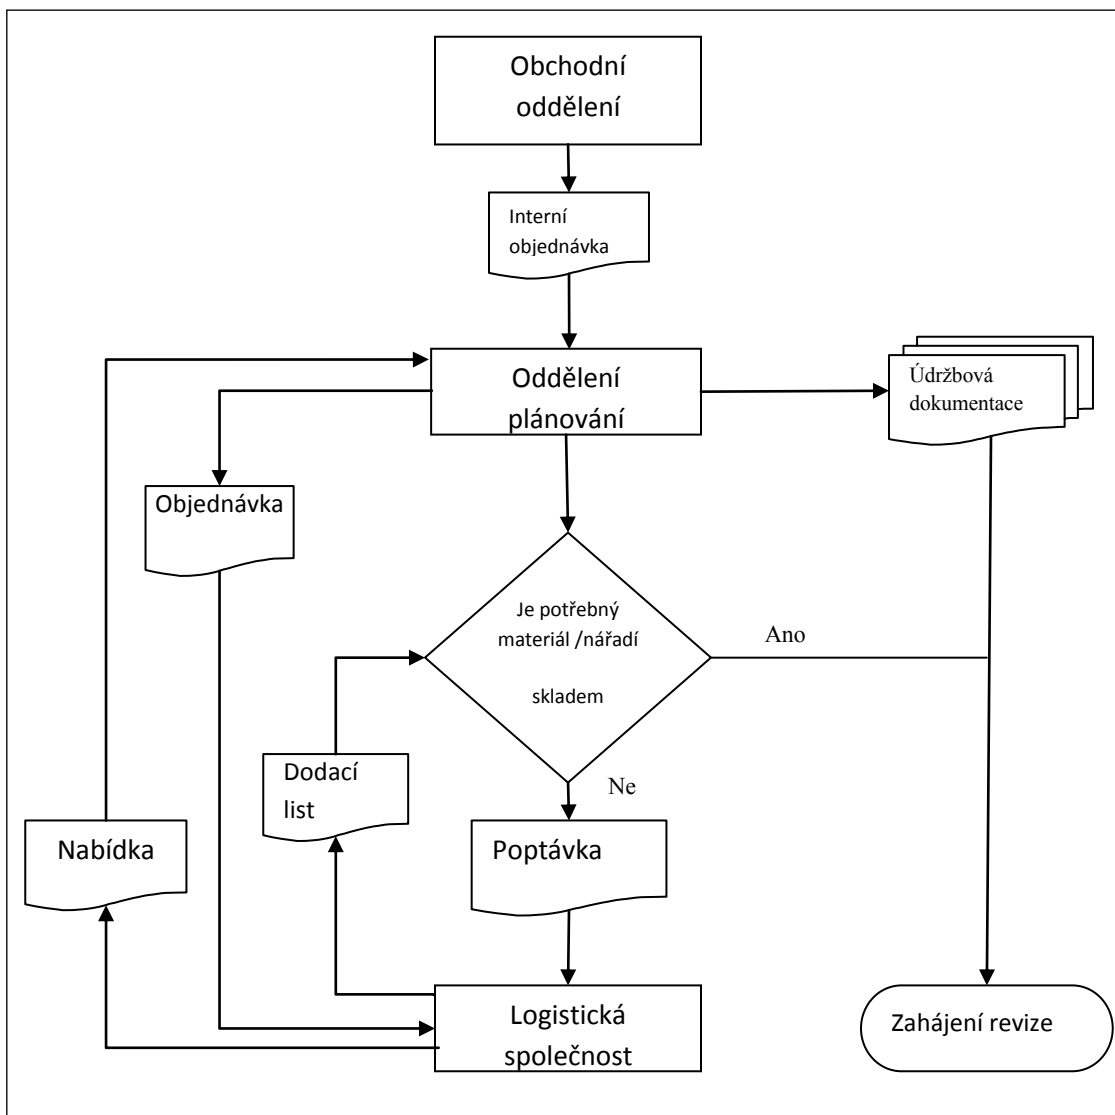 Obchodní
oddělení
Interní
objednávka
Oddělení
plánování
Údržbová
dokumentace
Objednávka
Je potřebný
materiál /nářadí
skladem
Ano
Ne
Dodací
list
Nabídka
Poptávka
Logistická
společnost
Zahájení revize